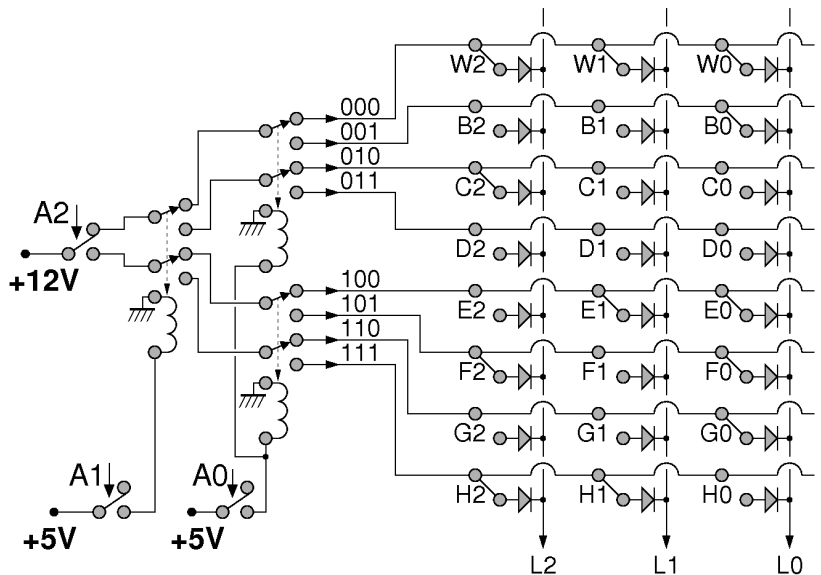 W2 W1 W0
000
001
B2 B1 B0
010
C2 C1 C0
011
A2
D2 D1 D0
+12V
100
E2 E1 E0
101
110
F2 F1 F0
111
G2 G1 G0
A1 A0
H2 H1 H0
+5V +5V
L2 L1 L0